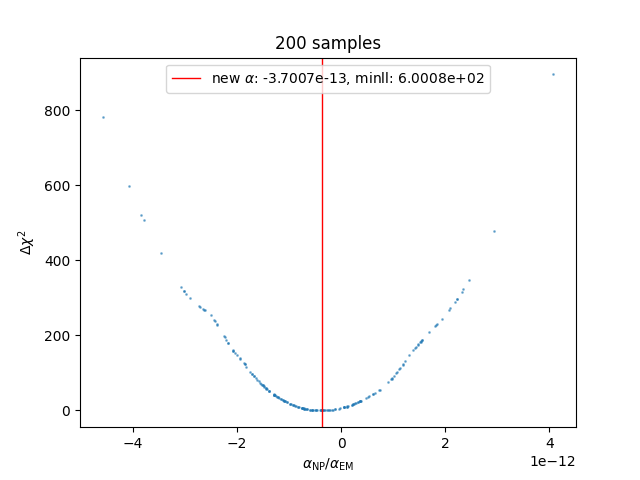 200 samples
new α: -3.7007e-13, minll: 6.0008e+02
Δχ²
800
600
400
200
0
−4
−2
0
2
4
1e−12
α_NP/α_EM